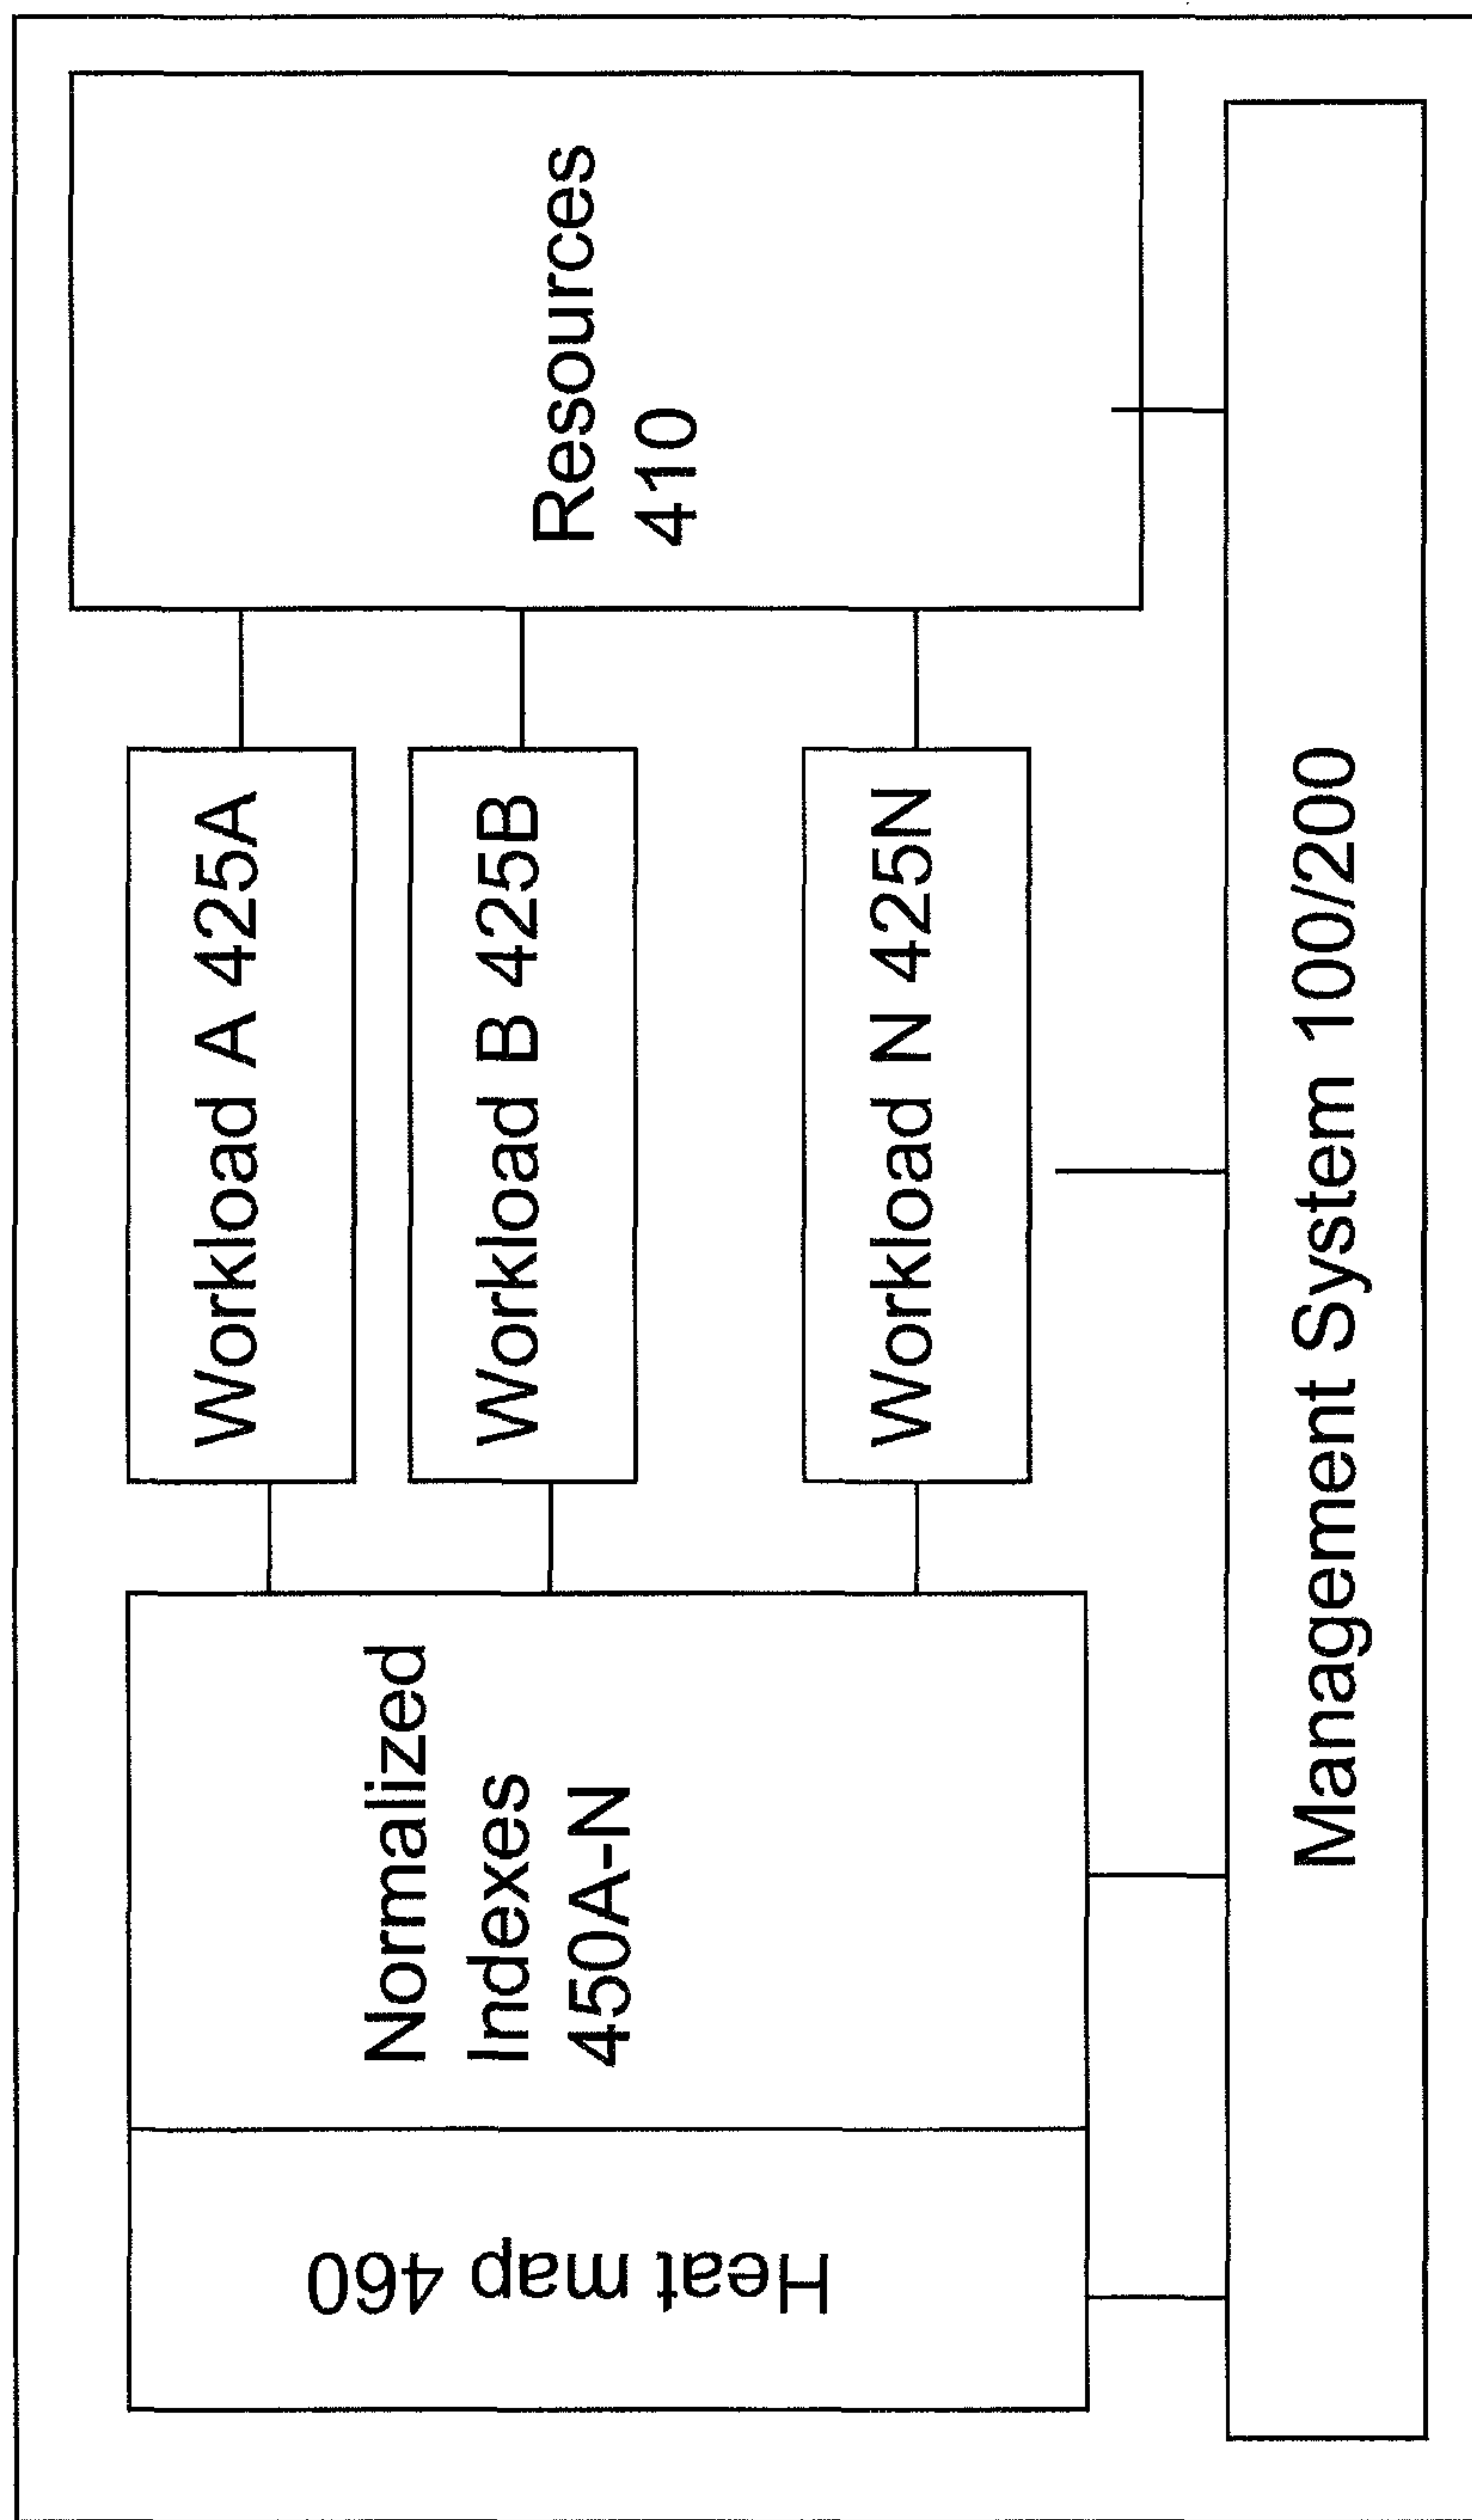 Heat map 460
Normalized
Indexes
450A-N
Workload A 425A
Workload B 425B
Workload N 425N
Resources
410
Management System 100/200